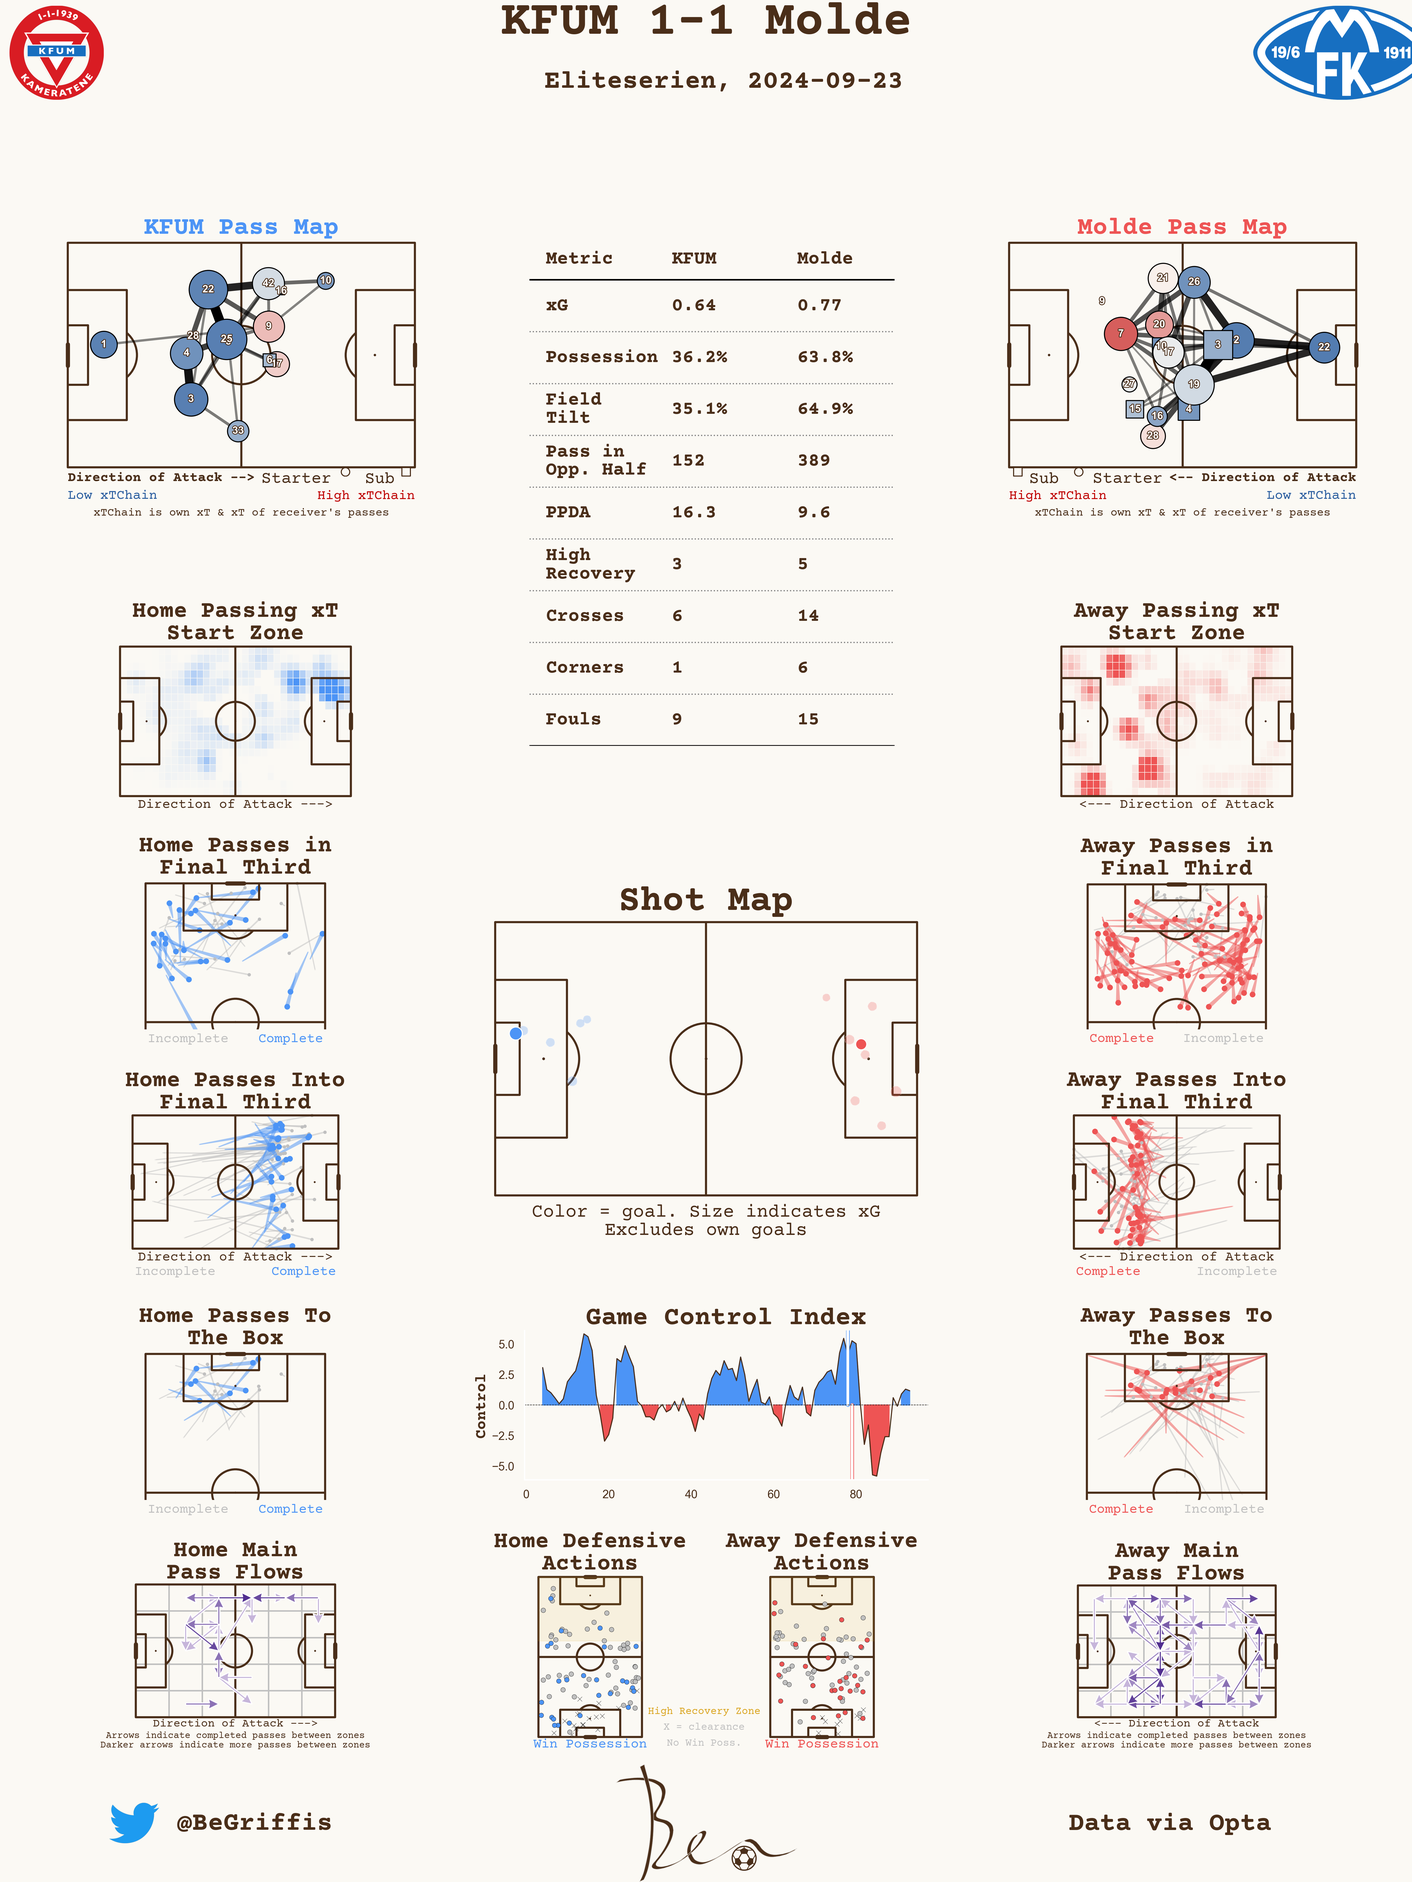 KFUM 1-1 Molde
Eliteserien, 2024-09-23
1-1-1939
KFUM
KAMERATENE
19/6 M 1911
FK
KFUM Pass Map
22
42
16
10
9
28
25
1
4
6
17
3
33
Direction of Attack --> Starter Sub
Low xTChain High xTChain
xTChain is own xT & xT of receiver's passes
Metric KFUM Molde
xG 0.64 0.77
Possession 36.2% 63.8%
Field
Tilt 35.1% 64.9%
Pass in
Opp. Half 152 389
PPDA 16.3 9.6
High
Recovery 3 5
Crosses 6 14
Corners 1 6
Fouls 9 15
Molde Pass Map
21
26
9
7
20
10
17
3
2
22
27
19
15
16
4
28
Sub Starter <-- Direction of Attack
High xTChain Low xTChain
xTChain is own xT & xT of receiver's passes
Home Passing xT
Start Zone
Direction of Attack --->
Away Passing xT
Start Zone
<--- Direction of Attack
Home Passes in
Final Third
Incomplete Complete
Away Passes in
Final Third
Complete Incomplete
Shot Map
Color = goal. Size indicates xG
Excludes own goals
Home Passes Into
Final Third
Direction of Attack --->
Incomplete Complete
Away Passes Into
Final Third
<--- Direction of Attack
Complete Incomplete
Home Passes To
The Box
Incomplete Complete
Game Control Index
Control
5.0
2.5
0.0
−2.5
−5.0
0 20 40 60 80
Away Passes To
The Box
Complete Incomplete
Home Main
Pass Flows
Direction of Attack --->
Arrows indicate completed passes between zones
Darker arrows indicate more passes between zones
Home Defensive
Actions
Win Possession
Away Defensive
Actions
Win Possession
High Recovery Zone
X = clearance
No Win Poss.
Away Main
Pass Flows
<--- Direction of Attack
Arrows indicate completed passes between zones
Darker arrows indicate more passes between zones
@BeGriffis
Ben
Data via Opta